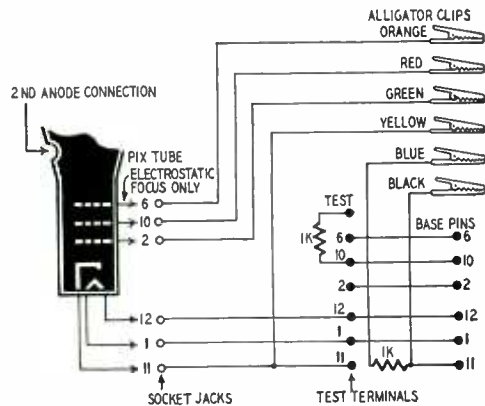 ALLIGATOR CLIPS
ORANGE
RED
2ND ANODE CONNECTION
GREEN
YELLOW
PIX TUBE
ELECTROSTATIC
FOCUS ONLY
BLUE
BLACK
6
10
2
TEST
1K
6
10
2
12
1
11
BASE PINS
6
10
2
12
1
11
12
1
11
1K
SOCKET JACKS
TEST TERMINALS